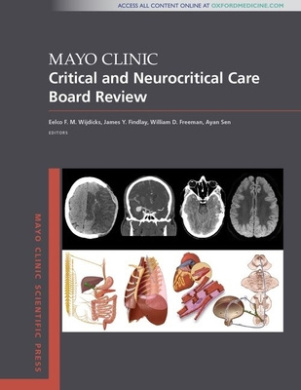 ACCESS ALL CONTENT ONLINE AT OXFORDMEDICINE.COM
MAYO CLINIC
Critical and Neurocritical Care
Board Review
Eelco F. M. Wijdicks, James Y. Findlay, William D. Freeman, Ayan Sen
EDITORS
MAYO CLINIC SCIENTIFIC PRESS